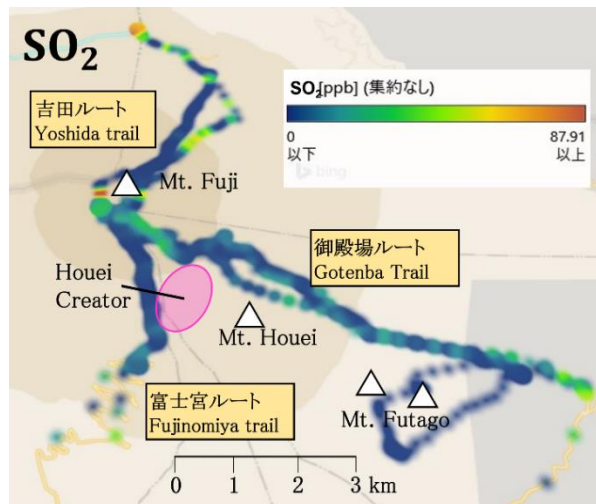 SO₂
SO₂[ppb] (集約なし)
0
以下
87.91
以上
bing
吉田ルート
Yoshida trail
Mt. Fuji
御殿場ルート
Gotenba Trail
Houei
Creator
Mt. Houei
富士宮ルート
Fujinomiya trail
Mt. Futago
0 1 2 3 km